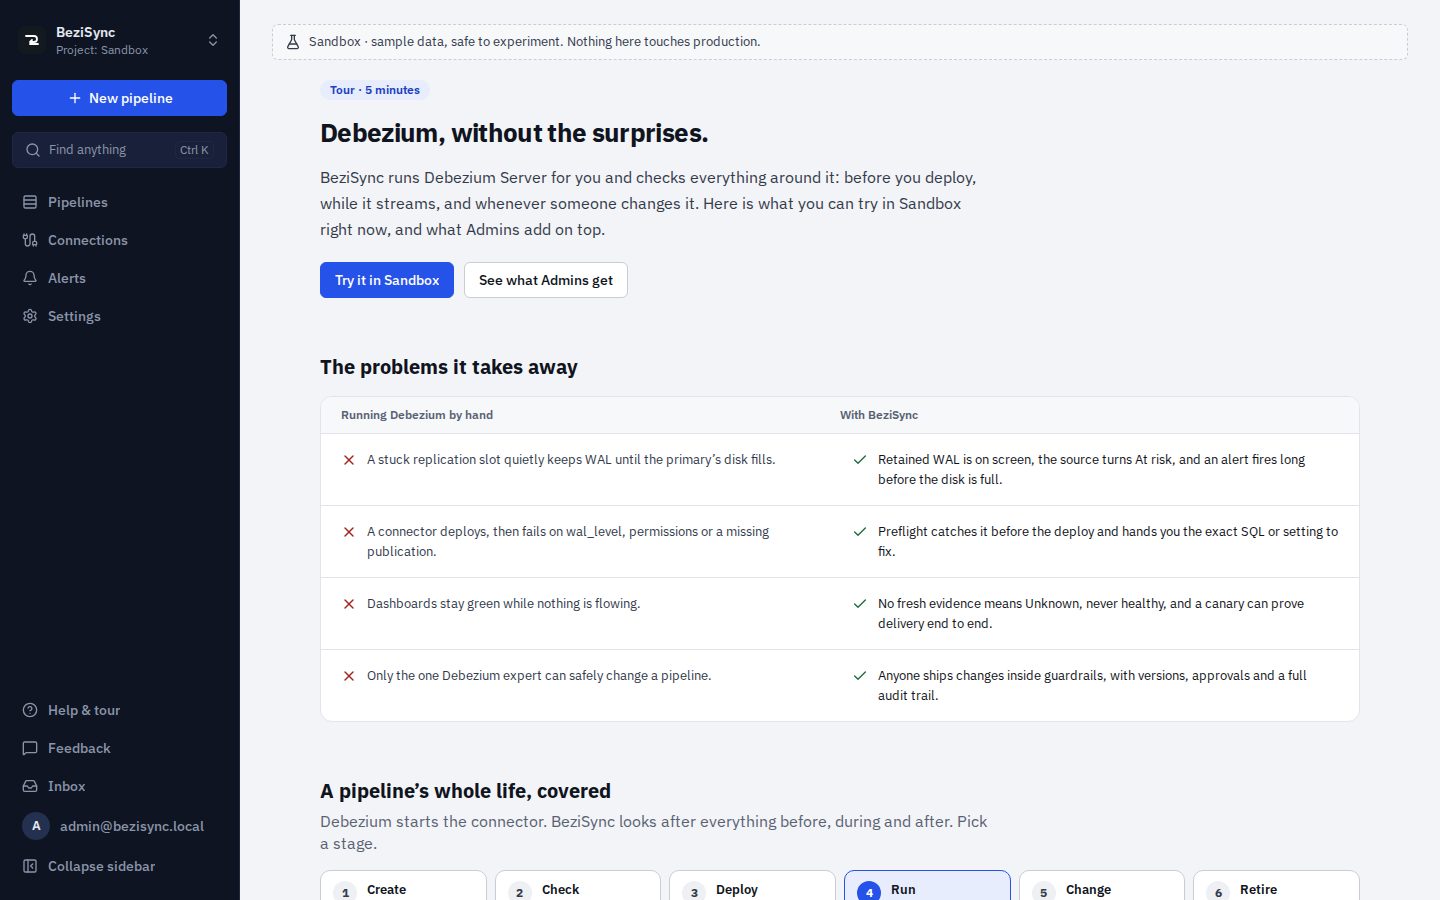 BeziSync
Project: Sandbox
New pipeline
Find anything
Ctrl K
Pipelines
Connections
Alerts
Settings
Help & tour
Feedback
Inbox
A
admin@bezisync.local
Collapse sidebar
Sandbox · sample data, safe to experiment. Nothing here touches production.
Tour · 5 minutes
Debezium, without the surprises.
BeziSync runs Debezium Server for you and checks everything around it: before you deploy,
while it streams, and whenever someone changes it. Here is what you can try in Sandbox
right now, and what Admins add on top.
Try it in Sandbox
See what Admins get
The problems it takes away
Running Debezium by hand
With BeziSync
A stuck replication slot quietly keeps WAL until the primary’s disk fills.
Retained WAL is on screen, the source turns At risk, and an alert fires long
before the disk is full.
A connector deploys, then fails on wal_level, permissions or a missing
publication.
Preflight catches it before the deploy and hands you the exact SQL or setting to
fix.
Dashboards stay green while nothing is flowing.
No fresh evidence means Unknown, never healthy, and a canary can prove
delivery end to end.
Only the one Debezium expert can safely change a pipeline.
Anyone ships changes inside guardrails, with versions, approvals and a full
audit trail.
A pipeline’s whole life, covered
Debezium starts the connector. BeziSync looks after everything before, during and after. Pick
a stage.
1 Create
2 Check
3 Deploy
4 Run
5 Change
6 Retire